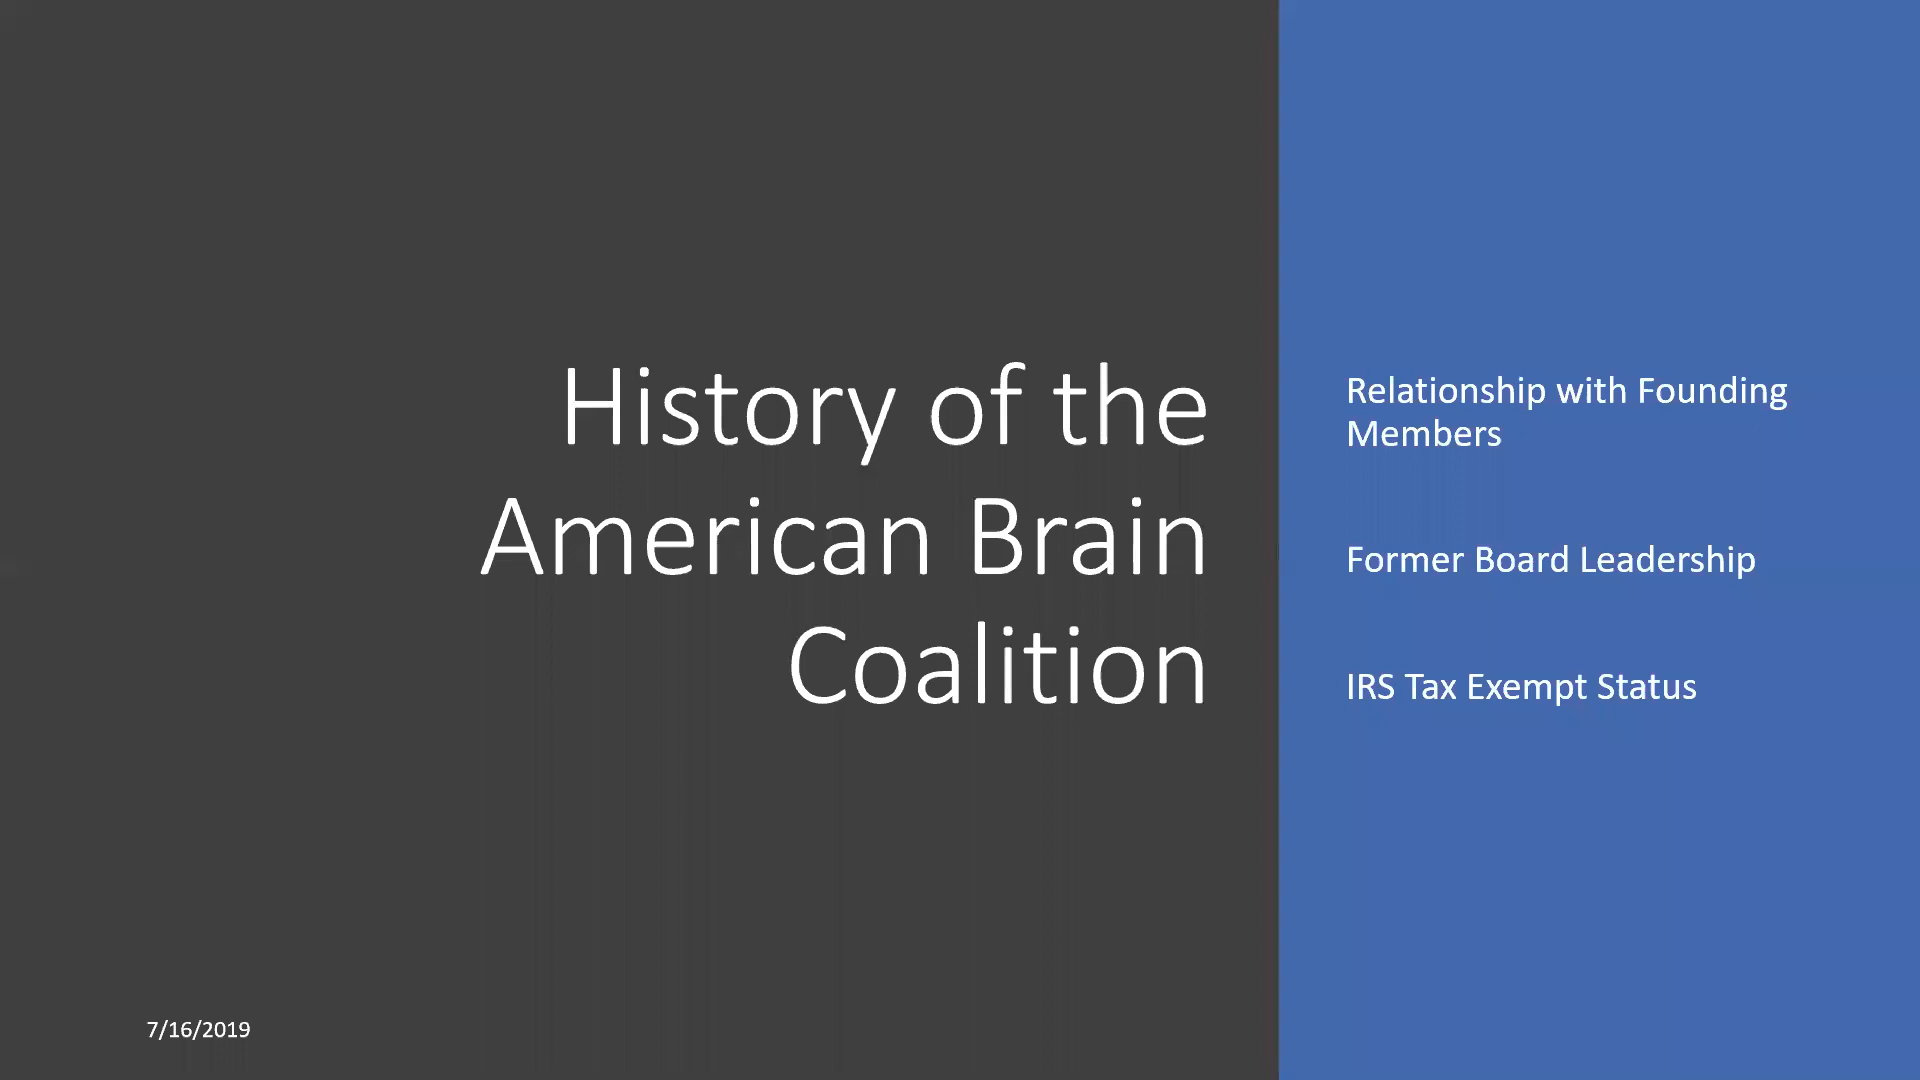 History of the
American Brain
Coalition
Relationship with Founding
Members
Former Board Leadership
IRS Tax Exempt Status
7/16/2019